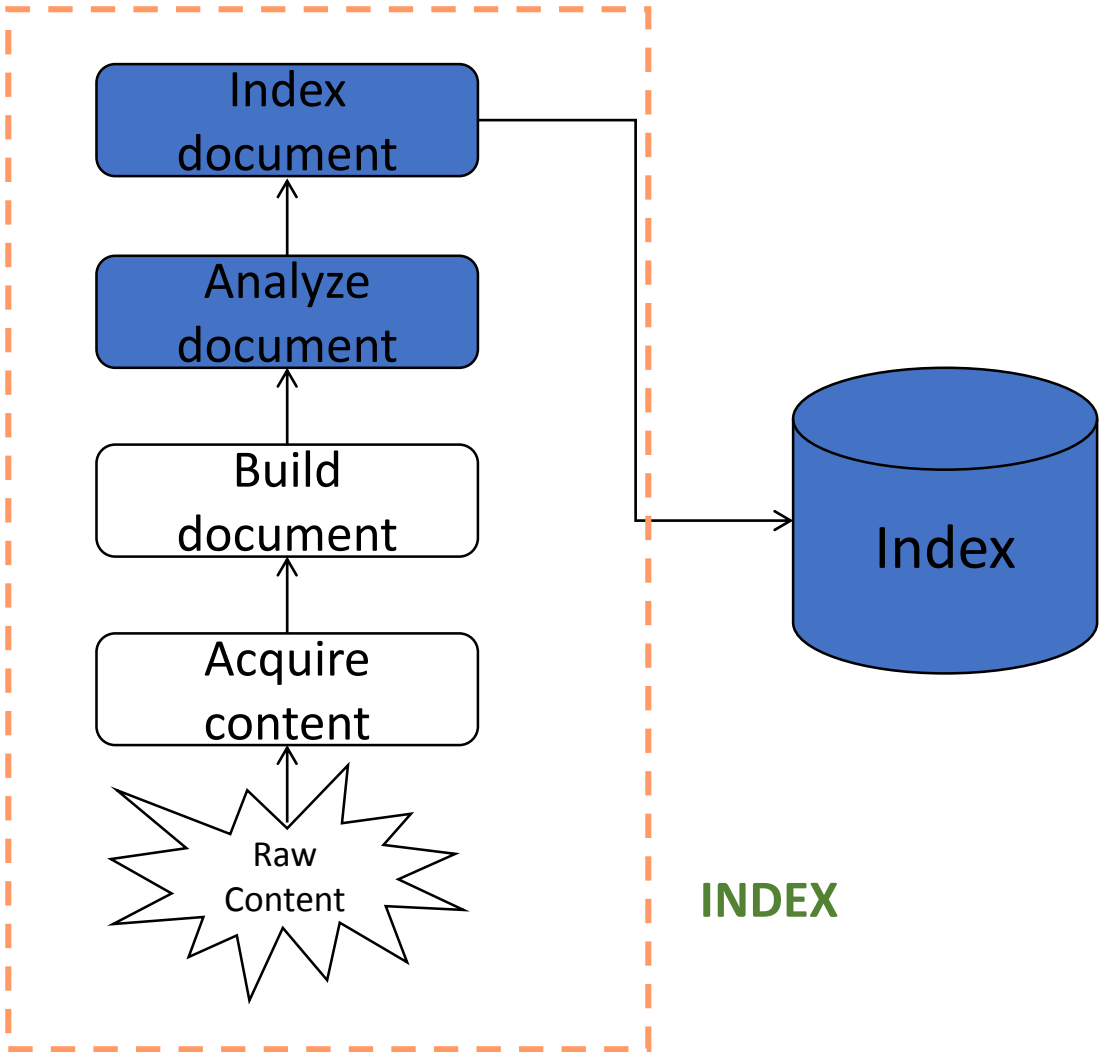 Index
document
Analyze
document
Build
document
Acquire
content
Raw
Content
Index
INDEX